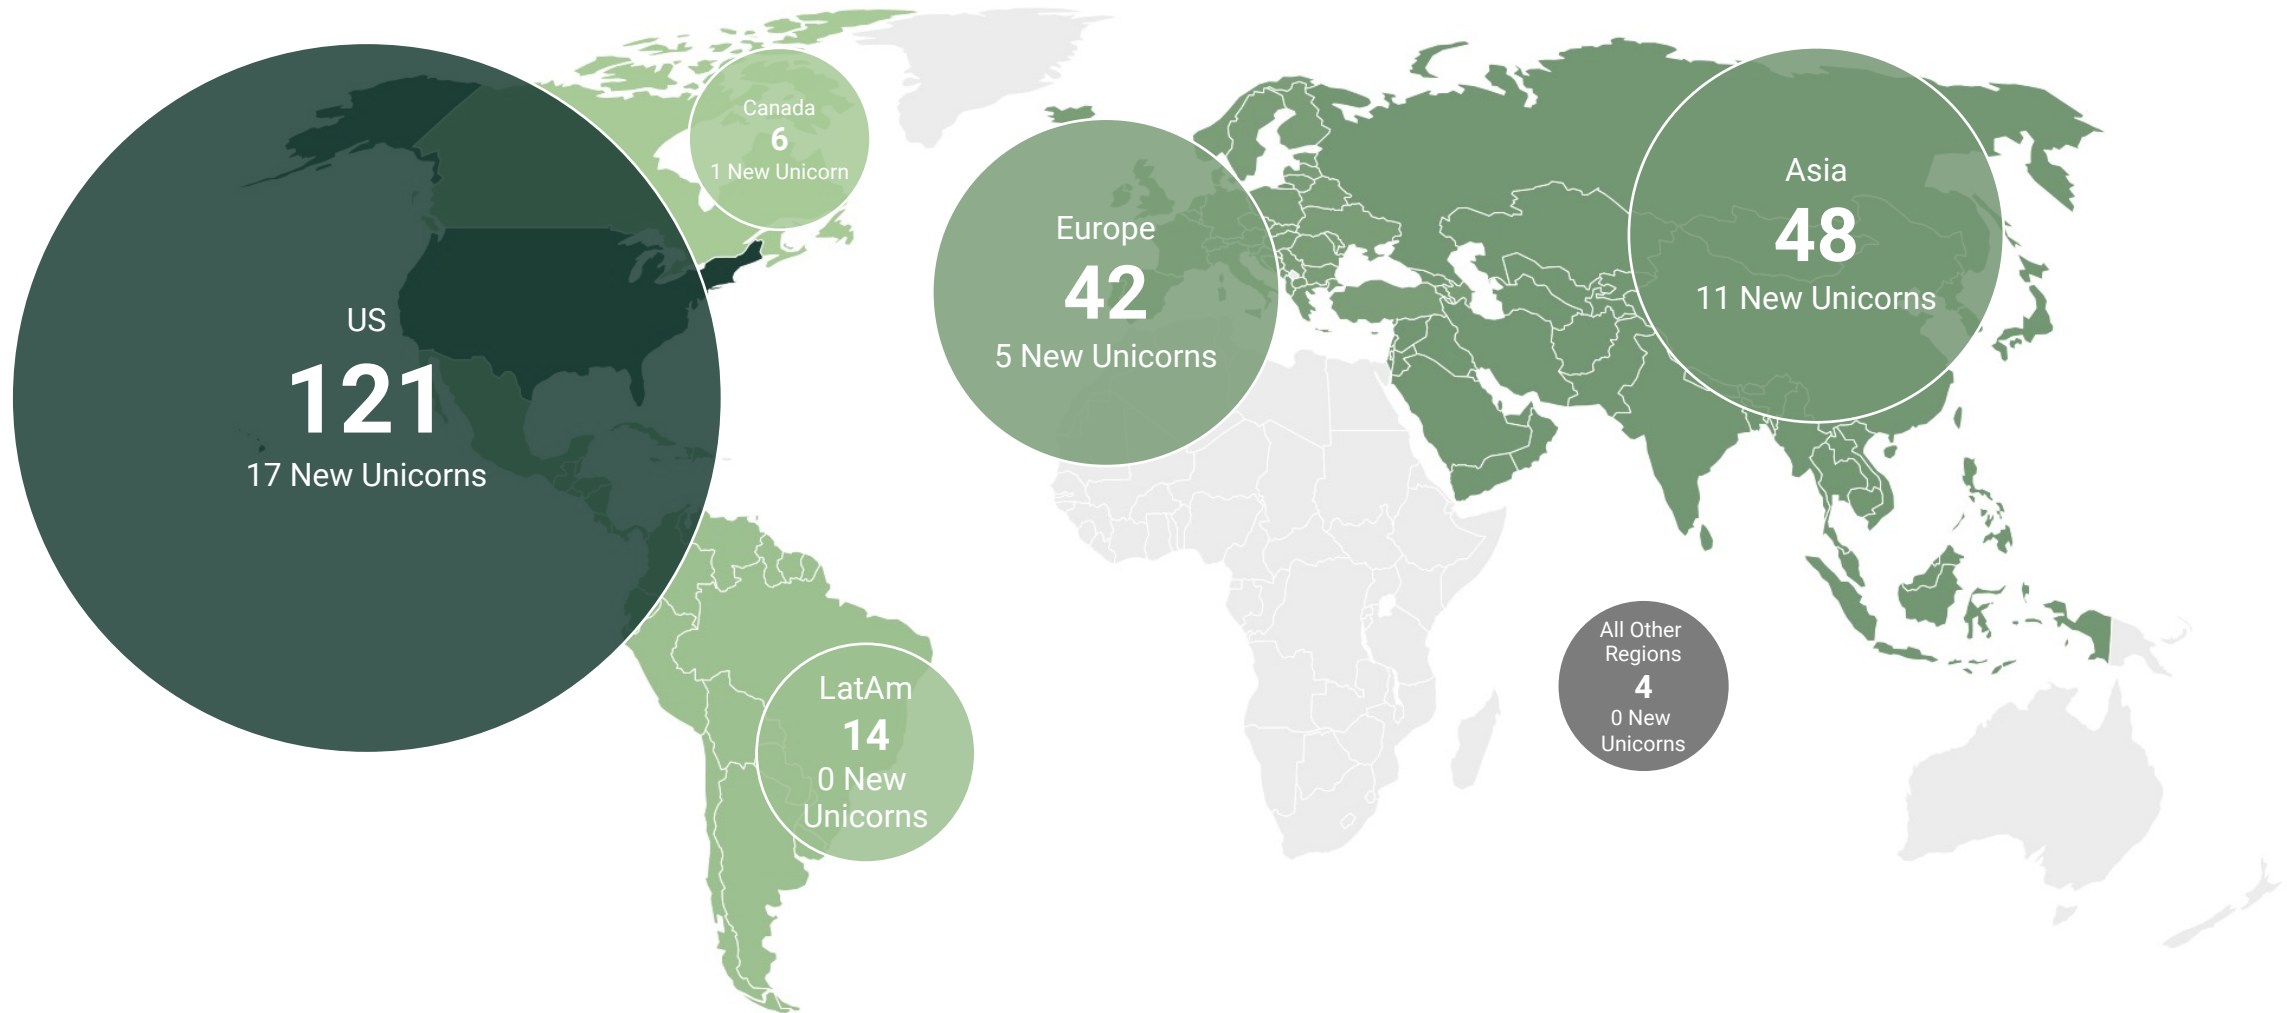 US
121
17 New Unicorns
Canada
6
1 New Unicorn
LatAm
14
0 New
Unicorns
Europe
42
5 New Unicorns
Asia
48
11 New Unicorns
All Other
Regions
4
0 New
Unicorns